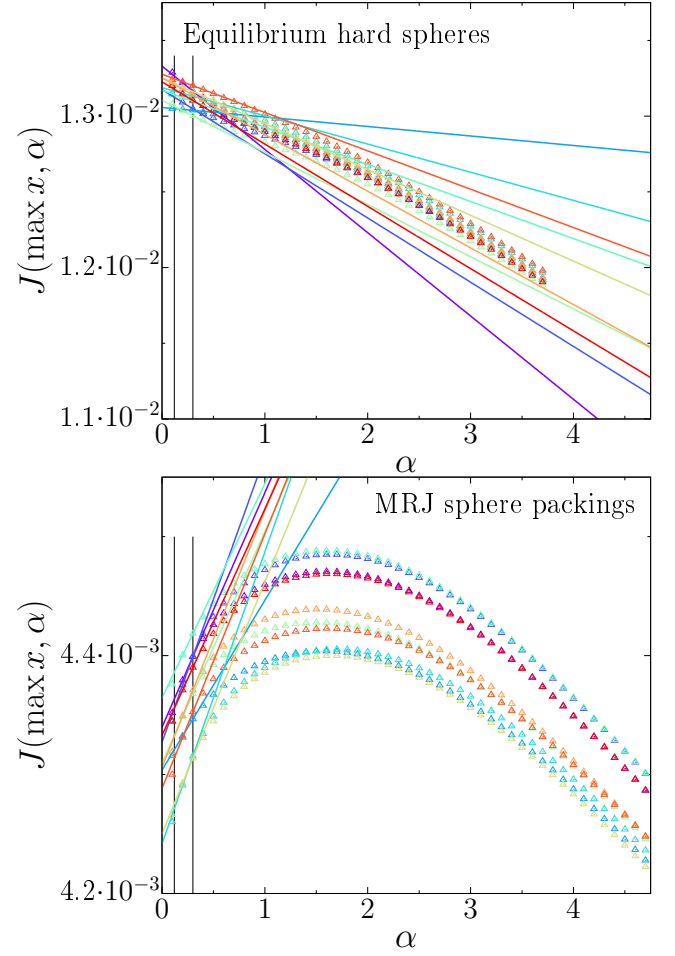 Equilibrium hard spheres
J(max x, α)
1.3·10⁻²
1.2·10⁻²
1.1·10⁻²
0 1 2 3 4
α
MRJ sphere packings
J(max x, α)
4.4·10⁻³
4.2·10⁻³
0 1 2 3 4
α